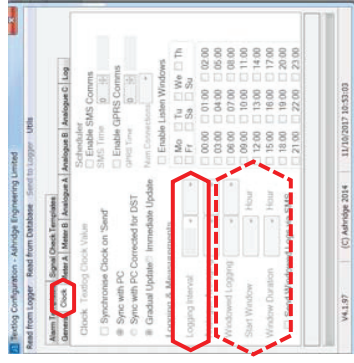 Textlog Configuration - Ashridge Engineering Limited
Read from Logger Read from Database Send to Logger Utils
Alarm Templates Signal Check Templates
General Clock Meter A Meter B Analogue A Analogue B Analogue C Log
Clock Textlog Clock Value
Synchronise Clock on 'Send'
Sync with PC
Sync with PC Corrected for DST
Gradual Update Immediate Update
Logging & Measurements
Logging Interval
Windowed Logging
Start Window Hour
Window Duration Hour
Send Windowed Logs via SMS
Scheduler
Enable SMS Comms
SMS Time
Enable GPRS Comms
GPRS Time
Num Connections
Enable Listen Windows
Mo Tu We Th
Fr Sa Su
00:00 01:00 02:00
03:00 04:00 05:00
06:00 07:00 08:00
09:00 10:00 11:00
12:00 13:00 14:00
15:00 16:00 17:00
18:00 19:00 20:00
21:00 22:00 23:00
V4.1.97 (C) Ashridge 2014 11/10/2017 10:53:03